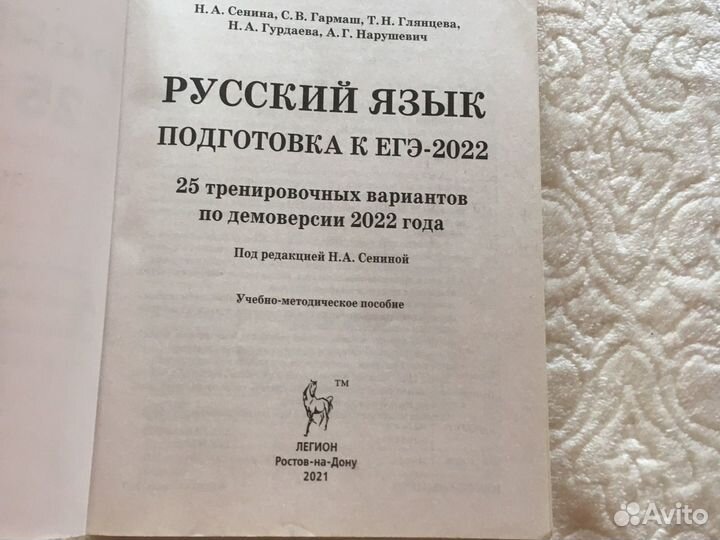 Н. А. Сенина, С. В. Гармаш, Т. Н. Глянцева,
Н. А. Гурдаева, А. Г. Нарушевич
РУССКИЙ ЯЗЫК
ПОДГОТОВКА К ЕГЭ-2022
25 тренировочных вариантов
по демоверсии 2022 года
Под редакцией Н.А. Сениной
Учебно-методическое пособие
TM
ЛЕГИОН
Ростов-на-Дону
2021
Avito